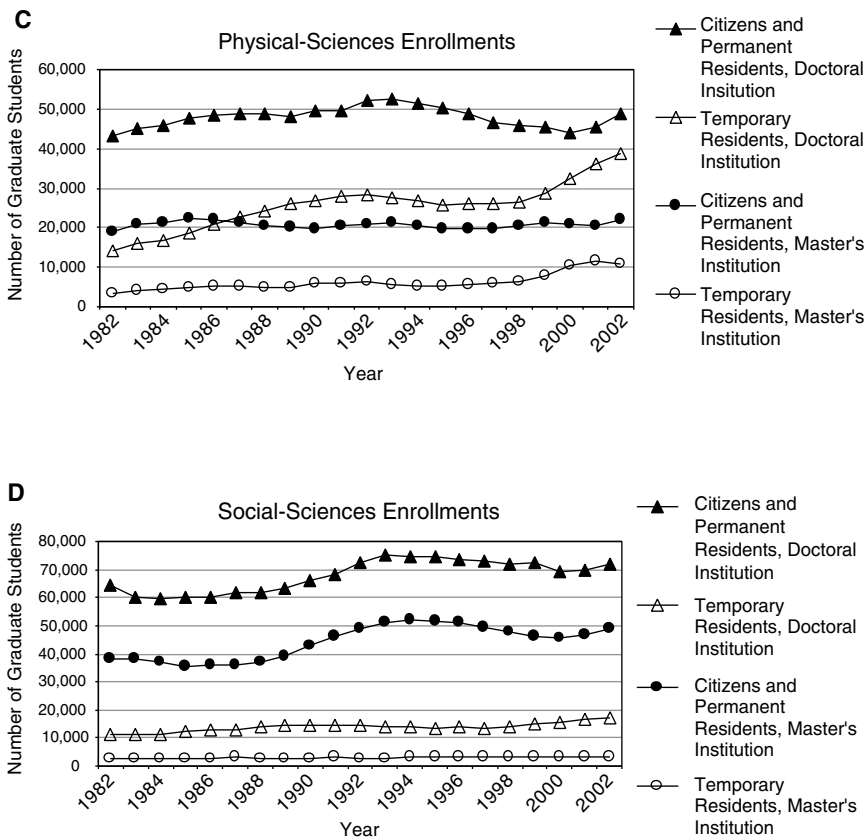 C
Physical-Sciences Enrollments
Number of Graduate Students
60,000
50,000
40,000
30,000
20,000
10,000
0
1982
1984
1986
1988
1990
1992
1994
1996
1998
2000
2002
Year
Citizens and
Permanent
Residents, Doctoral
Insitution
Temporary
Residents, Doctoral
Institution
Citizens and
Permanent
Residents, Master's
Institution
Temporary
Residents, Master's
Institution
D
Social-Sciences Enrollments
Number of Graduate Students
80,000
70,000
60,000
50,000
40,000
30,000
20,000
10,000
0
1982
1984
1986
1988
1990
1992
1994
1996
1998
2000
2002
Year
Citizens and
Permanent
Residents, Doctoral
Institution
Temporary
Residents, Doctoral
Institution
Citizens and
Permanent
Residents, Master's
Institution
Temporary
Residents, Master's
Institution